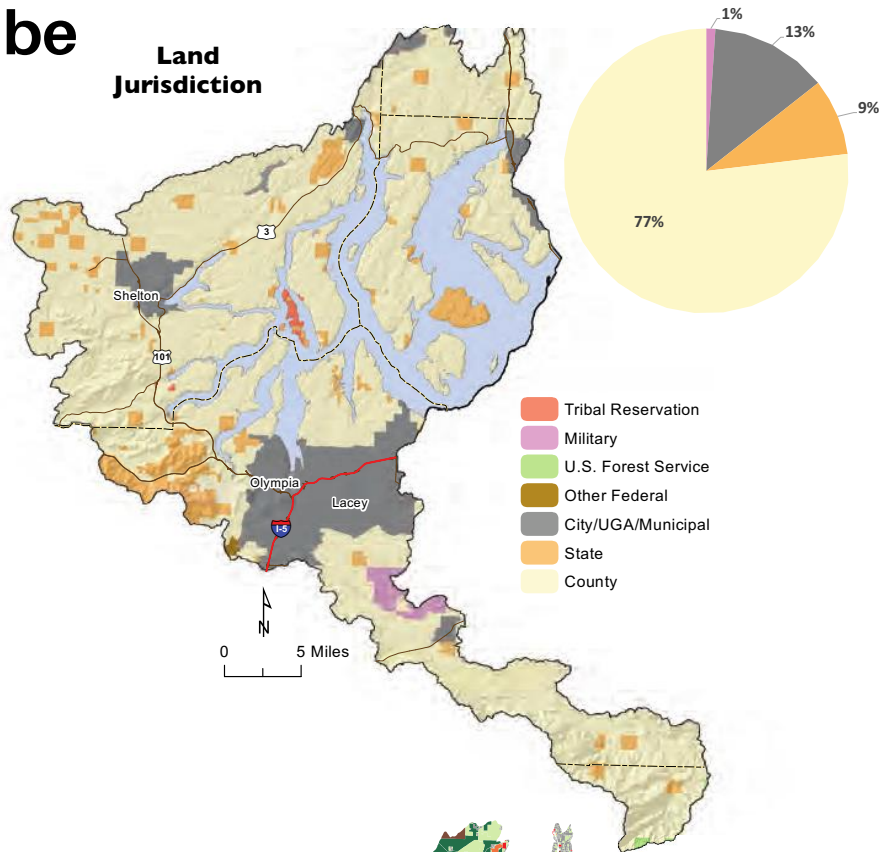 be
Land
Jurisdiction
1%
13%
9%
77%
3
Shelton
101
Tribal Reservation
Military
U.S. Forest Service
Other Federal
City/UGA/Municipal
State
County
Olympia
Lacey
I-5
N
0 5 Miles